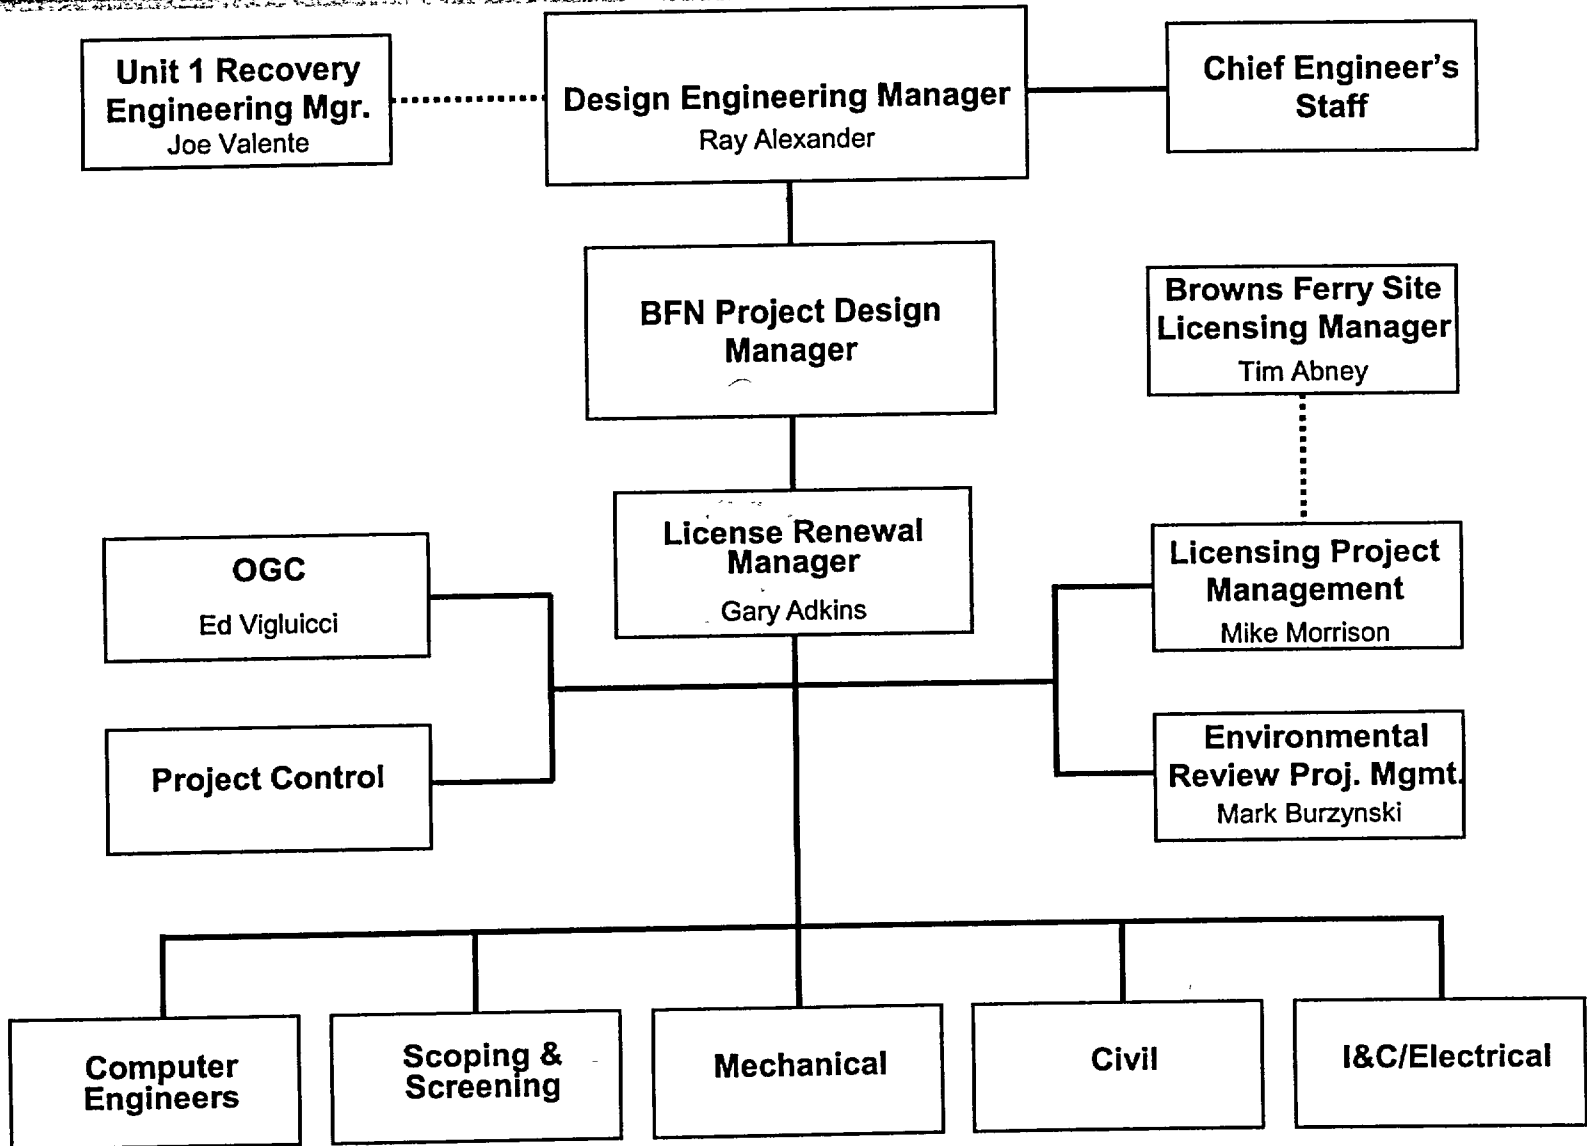 Unit 1 Recovery
Engineering Mgr.
Joe Valente
Design Engineering Manager
Ray Alexander
Chief Engineer's
Staff
BFN Project Design
Manager
Browns Ferry Site
Licensing Manager
Tim Abney
License Renewal
Manager
Gary Adkins
OGC
Ed Vigluicci
Licensing Project
Management
Mike Morrison
Project Control
Environmental
Review Proj. Mgmt.
Mark Burzynski
Computer
Engineers
Scoping &
Screening
Mechanical
Civil
I&C/Electrical